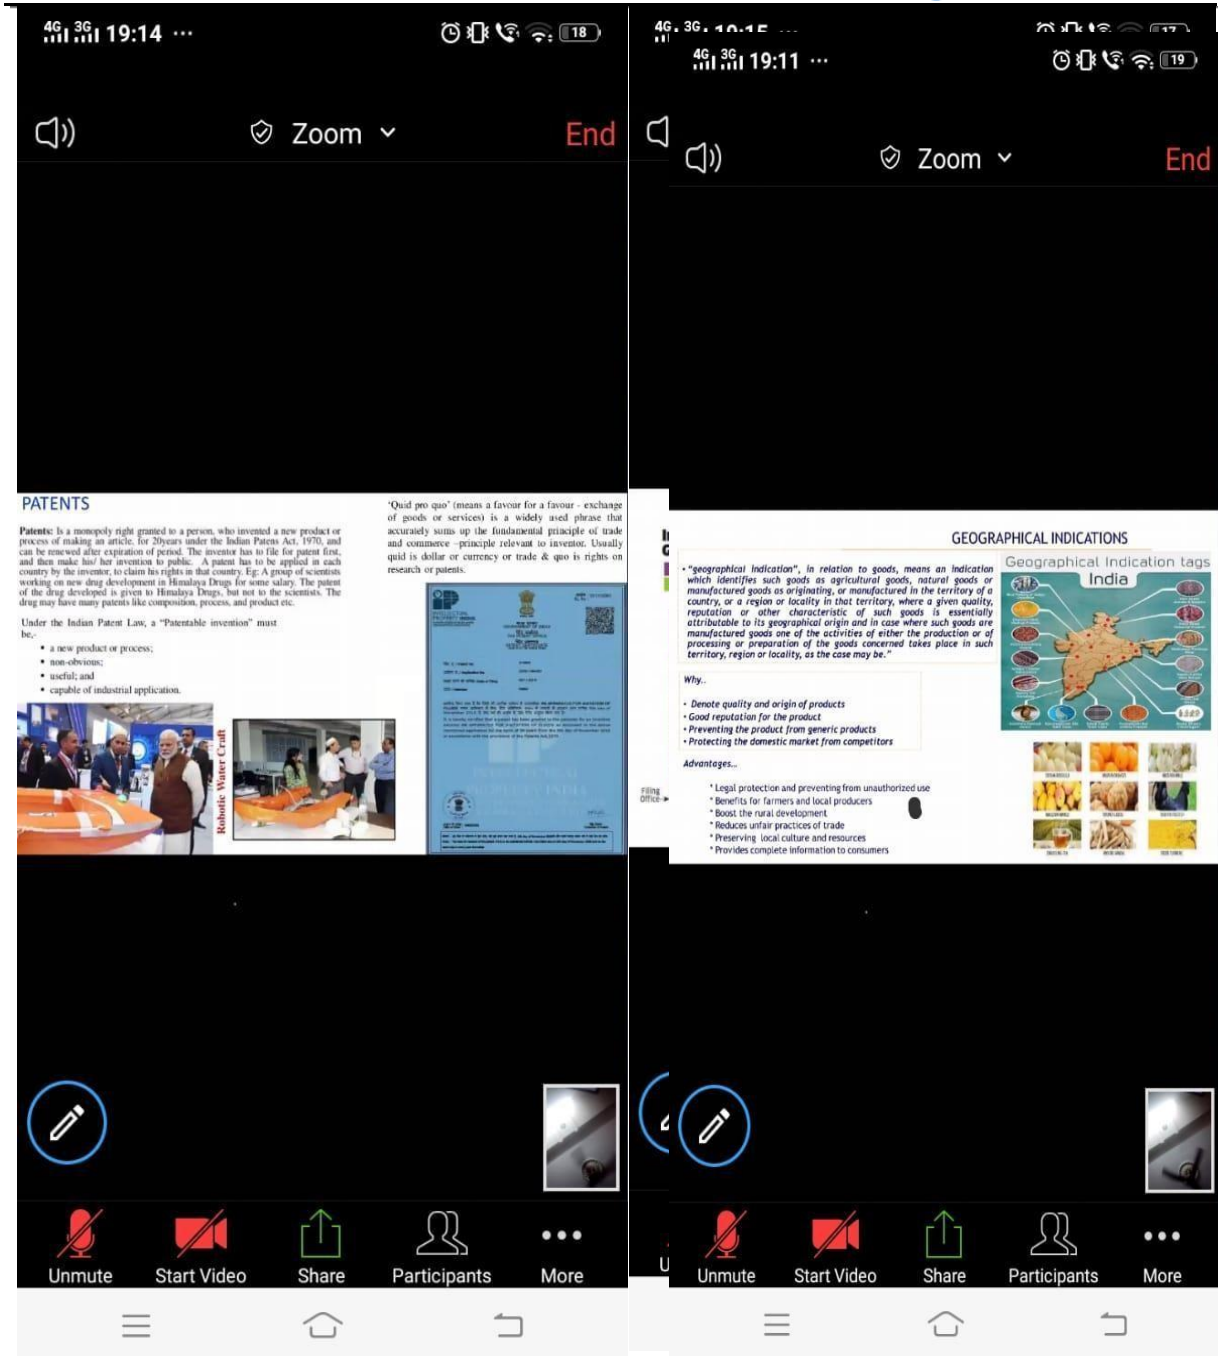 4G 3G 19:14 ...
18
Zoom
End
PATENTS
Patents: Is a monopoly right granted to a person, who invented a new product or
process of making an article, for 20years under the Indian Patens Act, 1970, and
can be renewed after expiration of period. The inventor has to file for patent first,
and then make his/ her invention to public. A patent has to be applied in each
country by the inventor, to claim his rights in that country. Eg: A group of scientists
working on new drug development in Himalaya Drugs for some salary. The patent
of the drug developed is given to Himalaya Drugs, but not to the scientists. The
drug may have many patents like composition, process, and product etc.
Under the Indian Patent Law, a “Patentable invention” must
be,-
• a new product or process;
• non-obvious;
• useful; and
• capable of industrial application.
Robotic Water Craft
'Quid pro quo' (means a favour for a favour - exchange
of goods or services) is a widely used phrase that
accurately sums up the fundamental principle of trade
and commerce –principle relevant to inventor. Usually
quid is dollar or currency or trade & quo is rights on
research or patents.
Unmute
Start Video
Share
Participants
More
4G 3G 19:15 ...
17
Filing
Office
4G 3G 19:11 ...
19
Zoom
End
GEOGRAPHICAL INDICATIONS
• “geographical indication”, in relation to goods, means an indication
which identifies such goods as agricultural goods, natural goods or
manufactured goods as originating, or manufactured in the territory of a
country, or a region or locality in that territory, where a given quality,
reputation or other characteristic of such goods is essentially
attributable to its geographical origin and in case where such goods are
manufactured goods one of the activities of either the production or of
processing or preparation of the goods concerned takes place in such
territory, region or locality, as the case may be.”
Why..
• Denote quality and origin of products
• Good reputation for the product
• Preventing the product from generic products
• Protecting the domestic market from competitors
Advantages...
* Legal protection and preventing from unauthorized use
* Benefits for farmers and local producers
* Boost the rural development
* Reduces unfair practices of trade
* Preserving local culture and resources
* Provides complete information to consumers
Geographical Indication tags
India
Unmute
Start Video
Share
Participants
More